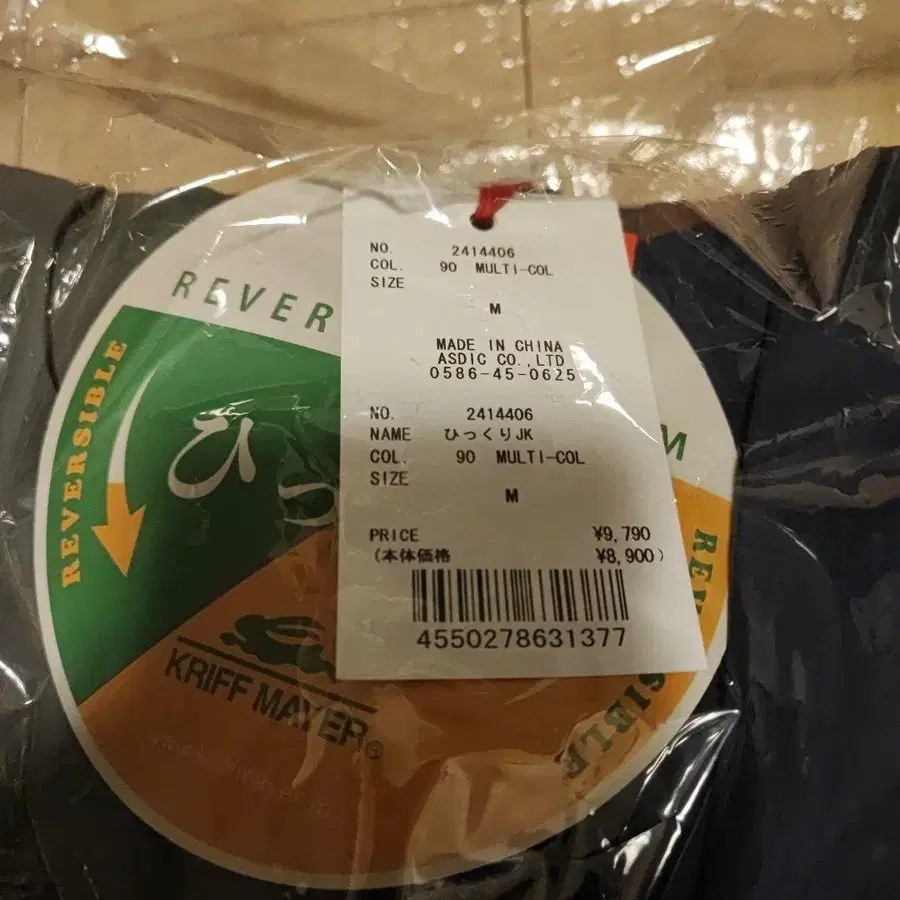 REVER
REVERSIBLE
ひっ
KRIFF MAYER®
M
SIBLE
NO. 2414406
COL. 90 MULTI-COL
SIZE
M
MADE IN CHINA
ASDIC CO.,LTD
0586-45-0625
NO. 2414406
NAME ひっくりJK
COL. 90 MULTI-COL
SIZE
M
PRICE ¥9,790
(本体価格 ¥8,900)
4550278631377